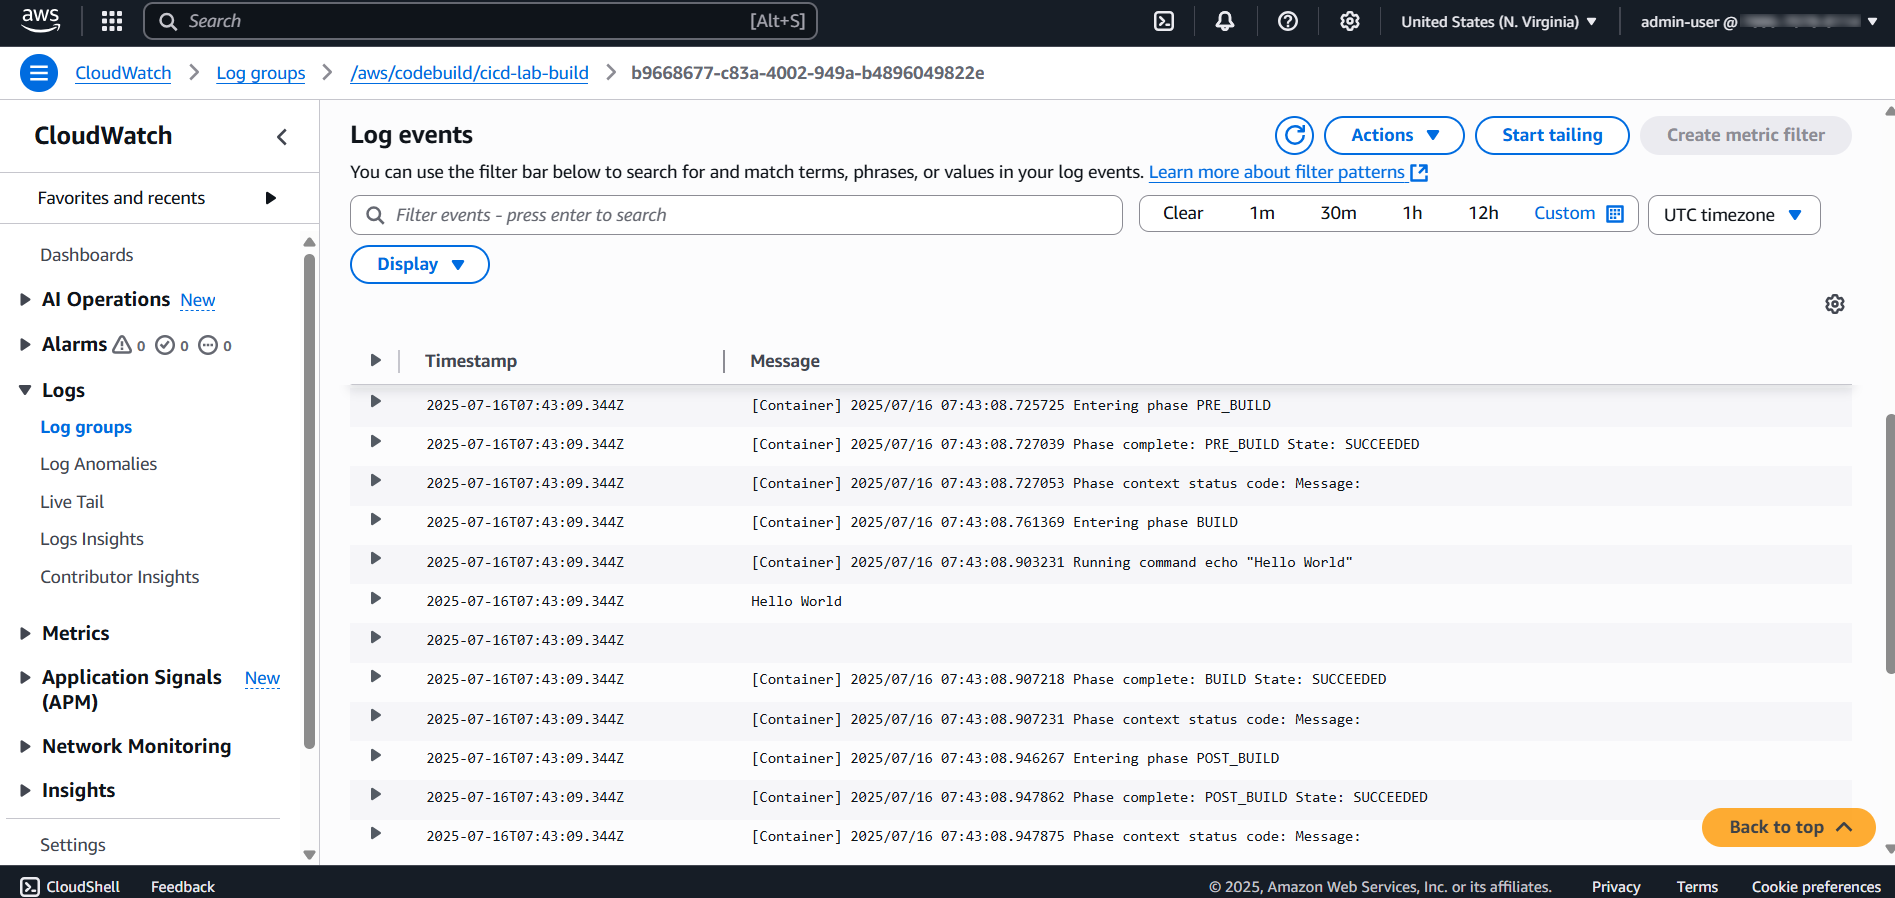 aws
Search [Alt+S]
United States (N. Virginia)
admin-user @
CloudWatch
Log groups
/aws/codebuild/cicd-lab-build
b9668677-c83a-4002-949a-b4896049822e
CloudWatch
Favorites and recents
Dashboards
AI Operations New
Alarms 0 0 0
Logs
Log groups
Log Anomalies
Live Tail
Logs Insights
Contributor Insights
Metrics
Application Signals New
(APM)
Network Monitoring
Insights
Settings
Log events
Actions
Start tailing
Create metric filter
You can use the filter bar below to search for and match terms, phrases, or values in your log events. Learn more about filter patterns
Filter events - press enter to search
Clear 1m 30m 1h 12h Custom
UTC timezone
Display
Timestamp Message
2025-07-16T07:43:09.344Z [Container] 2025/07/16 07:43:08.725725 Entering phase PRE_BUILD
2025-07-16T07:43:09.344Z [Container] 2025/07/16 07:43:08.727039 Phase complete: PRE_BUILD State: SUCCEEDED
2025-07-16T07:43:09.344Z [Container] 2025/07/16 07:43:08.727053 Phase context status code: Message:
2025-07-16T07:43:09.344Z [Container] 2025/07/16 07:43:08.761369 Entering phase BUILD
2025-07-16T07:43:09.344Z [Container] 2025/07/16 07:43:08.903231 Running command echo "Hello World"
2025-07-16T07:43:09.344Z Hello World
2025-07-16T07:43:09.344Z
2025-07-16T07:43:09.344Z [Container] 2025/07/16 07:43:08.907218 Phase complete: BUILD State: SUCCEEDED
2025-07-16T07:43:09.344Z [Container] 2025/07/16 07:43:08.907231 Phase context status code: Message:
2025-07-16T07:43:09.344Z [Container] 2025/07/16 07:43:08.946267 Entering phase POST_BUILD
2025-07-16T07:43:09.344Z [Container] 2025/07/16 07:43:08.947862 Phase complete: POST_BUILD State: SUCCEEDED
2025-07-16T07:43:09.344Z [Container] 2025/07/16 07:43:08.947875 Phase context status code: Message:
Back to top
CloudShell Feedback
© 2025, Amazon Web Services, Inc. or its affiliates. Privacy Terms Cookie preferences